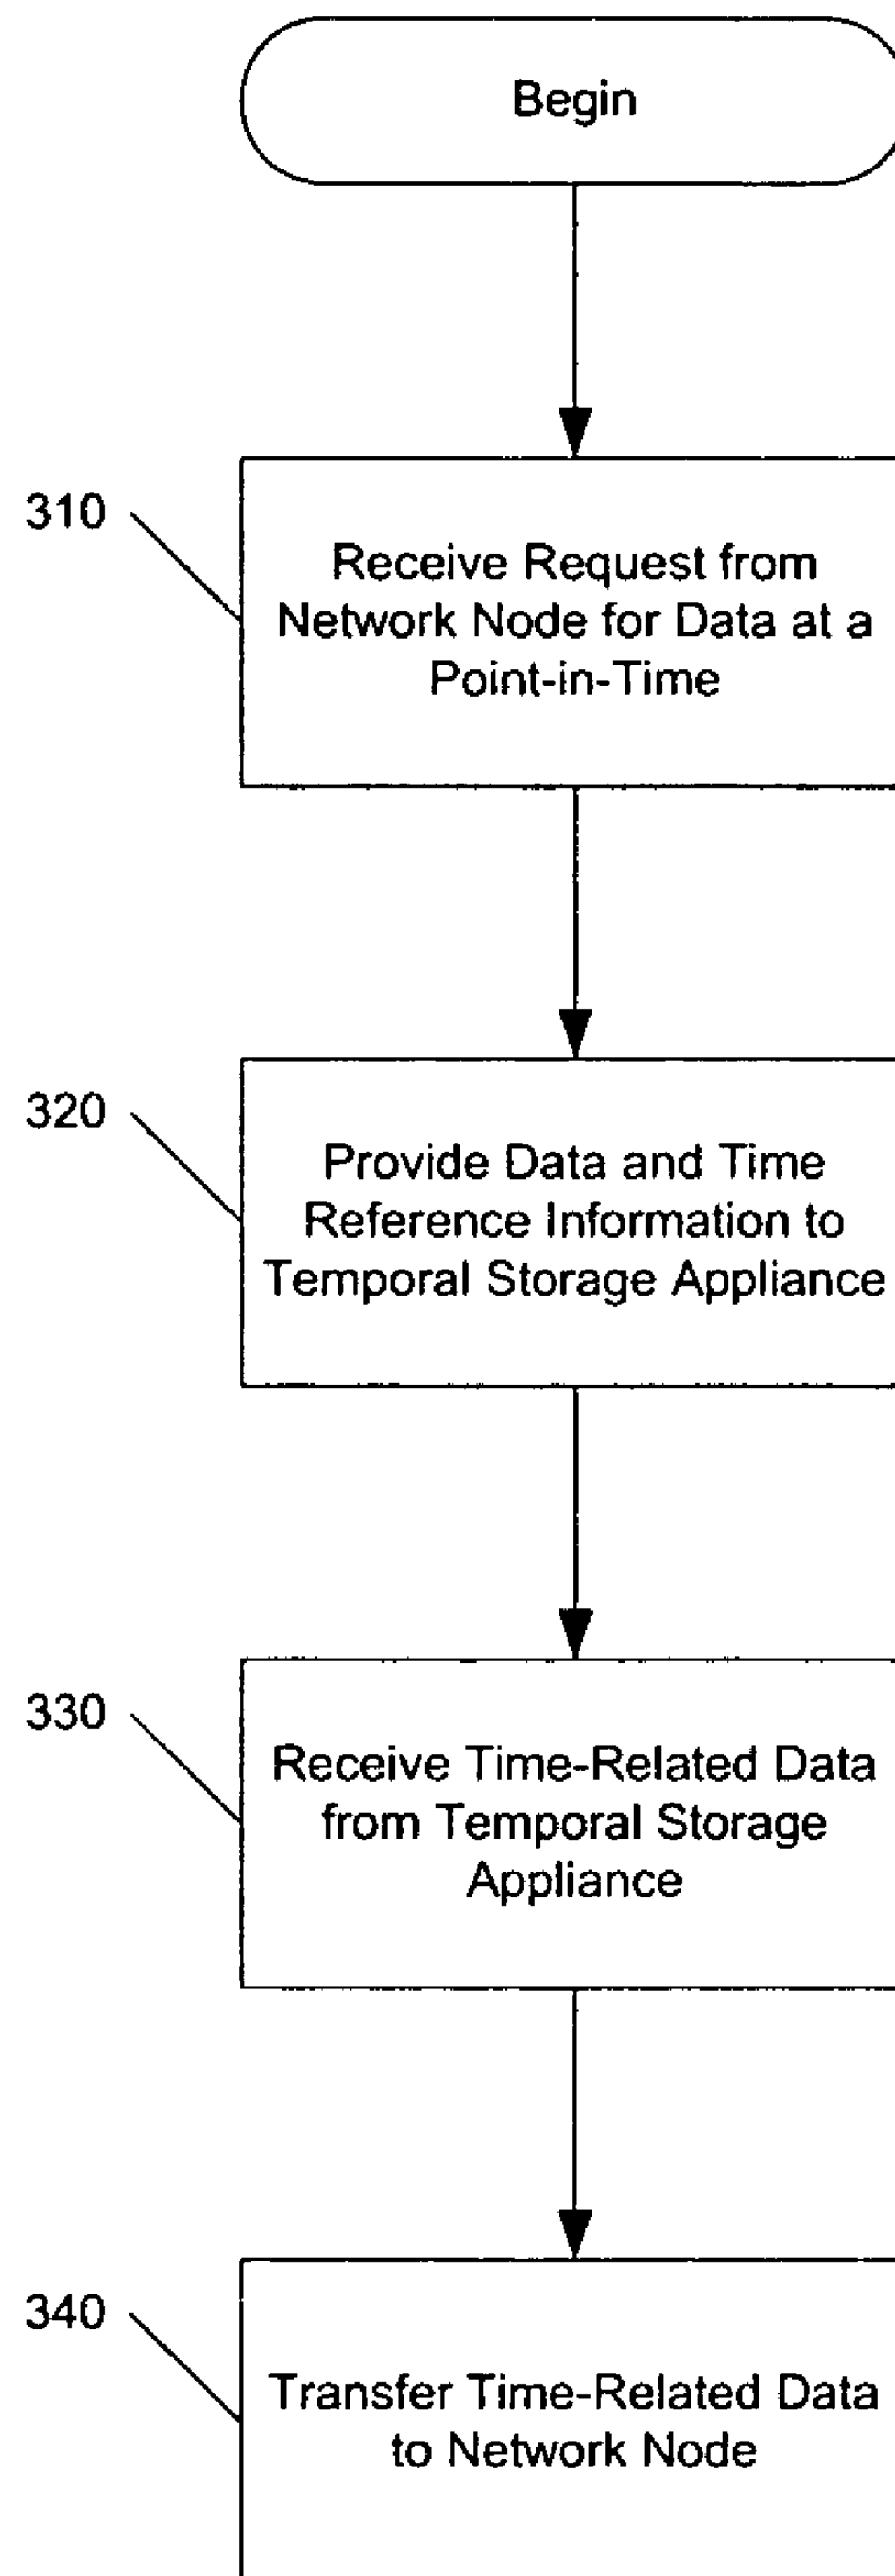 Begin
310
Receive Request from
Network Node for Data at a
Point-in-Time
320
Provide Data and Time
Reference Information to
Temporal Storage Appliance
330
Receive Time-Related Data
from Temporal Storage
Appliance
340
Transfer Time-Related Data
to Network Node